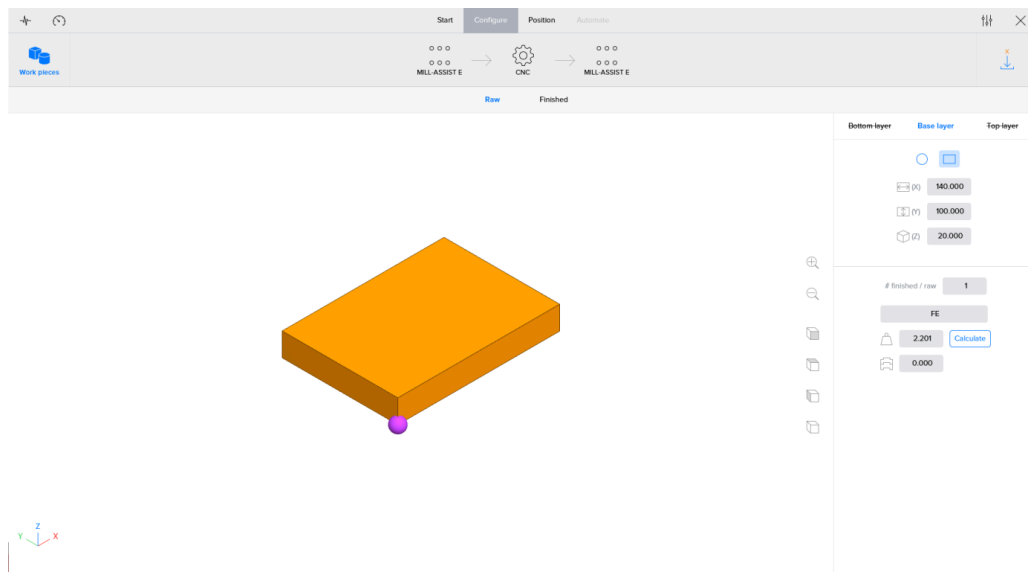 Start Configure Position Automate
Work pieces
MILL-ASSIST E CNC MILL-ASSIST E
Raw Finished
Bottom layer Base layer Top layer
(X) 140.000
(Y) 100.000
(Z) 20.000
# finished / raw 1
FE
2.201 Calculate
0.000
Z
Y X